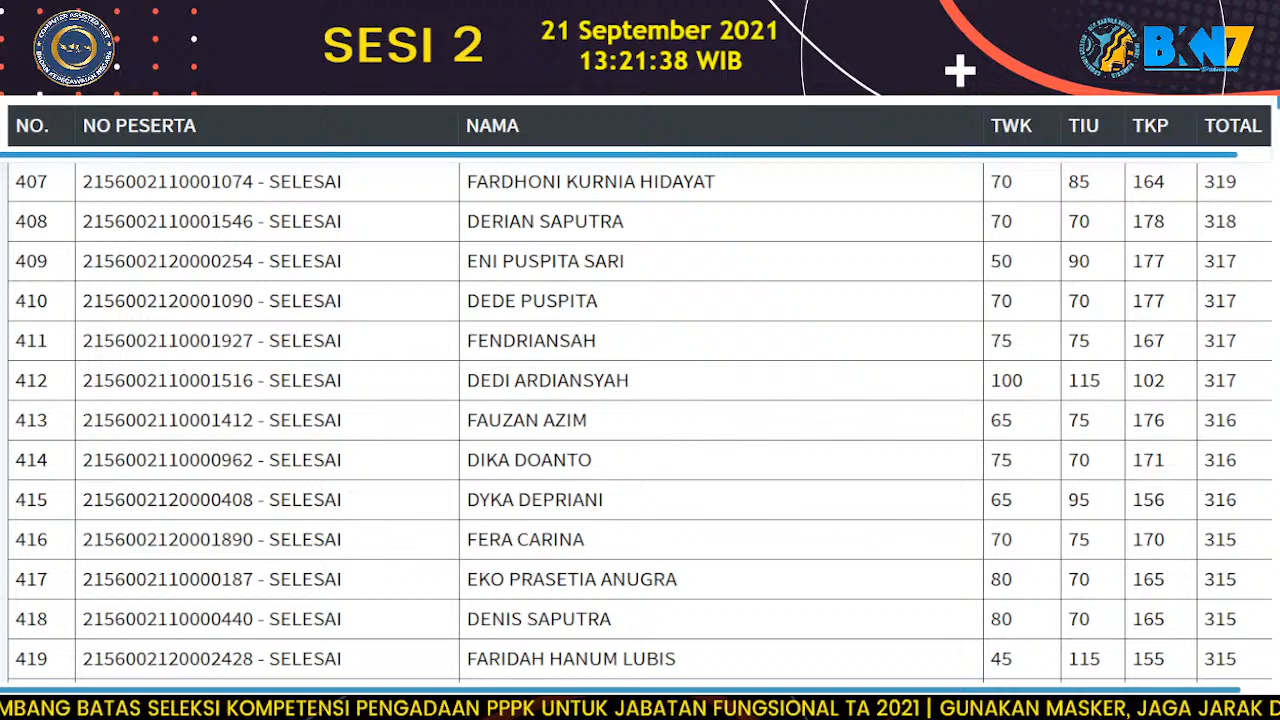 COMPUTER ASSISTED TEST
BADAN KEPEGAWAIAN NEGARA
SESI 2
21 September 2021
13:21:38 WIB
BKN7
NO. NO PESERTA NAMA TWK TIU TKP TOTAL
407 2156002110001074 - SELESAI FARDHONI KURNIA HIDAYAT 70 85 164 319
408 2156002110001546 - SELESAI DERIAN SAPUTRA 70 70 178 318
409 2156002120000254 - SELESAI ENI PUSPITA SARI 50 90 177 317
410 2156002120001090 - SELESAI DEDE PUSPITA 70 70 177 317
411 2156002110001927 - SELESAI FENDRIANSAH 75 75 167 317
412 2156002110001516 - SELESAI DEDI ARDIANSYAH 100 115 102 317
413 2156002110001412 - SELESAI FAUZAN AZIM 65 75 176 316
414 2156002110000962 - SELESAI DIKA DOANTO 75 70 171 316
415 2156002120000408 - SELESAI DYKA DEPRIANI 65 95 156 316
416 2156002120001890 - SELESAI FERA CARINA 70 75 170 315
417 2156002110000187 - SELESAI EKO PRASETIA ANUGRA 80 70 165 315
418 2156002110000440 - SELESAI DENIS SAPUTRA 80 70 165 315
419 2156002120002428 - SELESAI FARIDAH HANUM LUBIS 45 115 155 315
MBANG BATAS SELEKSI KOMPETENSI PENGADAAN PPPK UNTUK JABATAN FUNGSIONAL TA 2021 | GUNAKAN MASKER, JAGA JARAK D